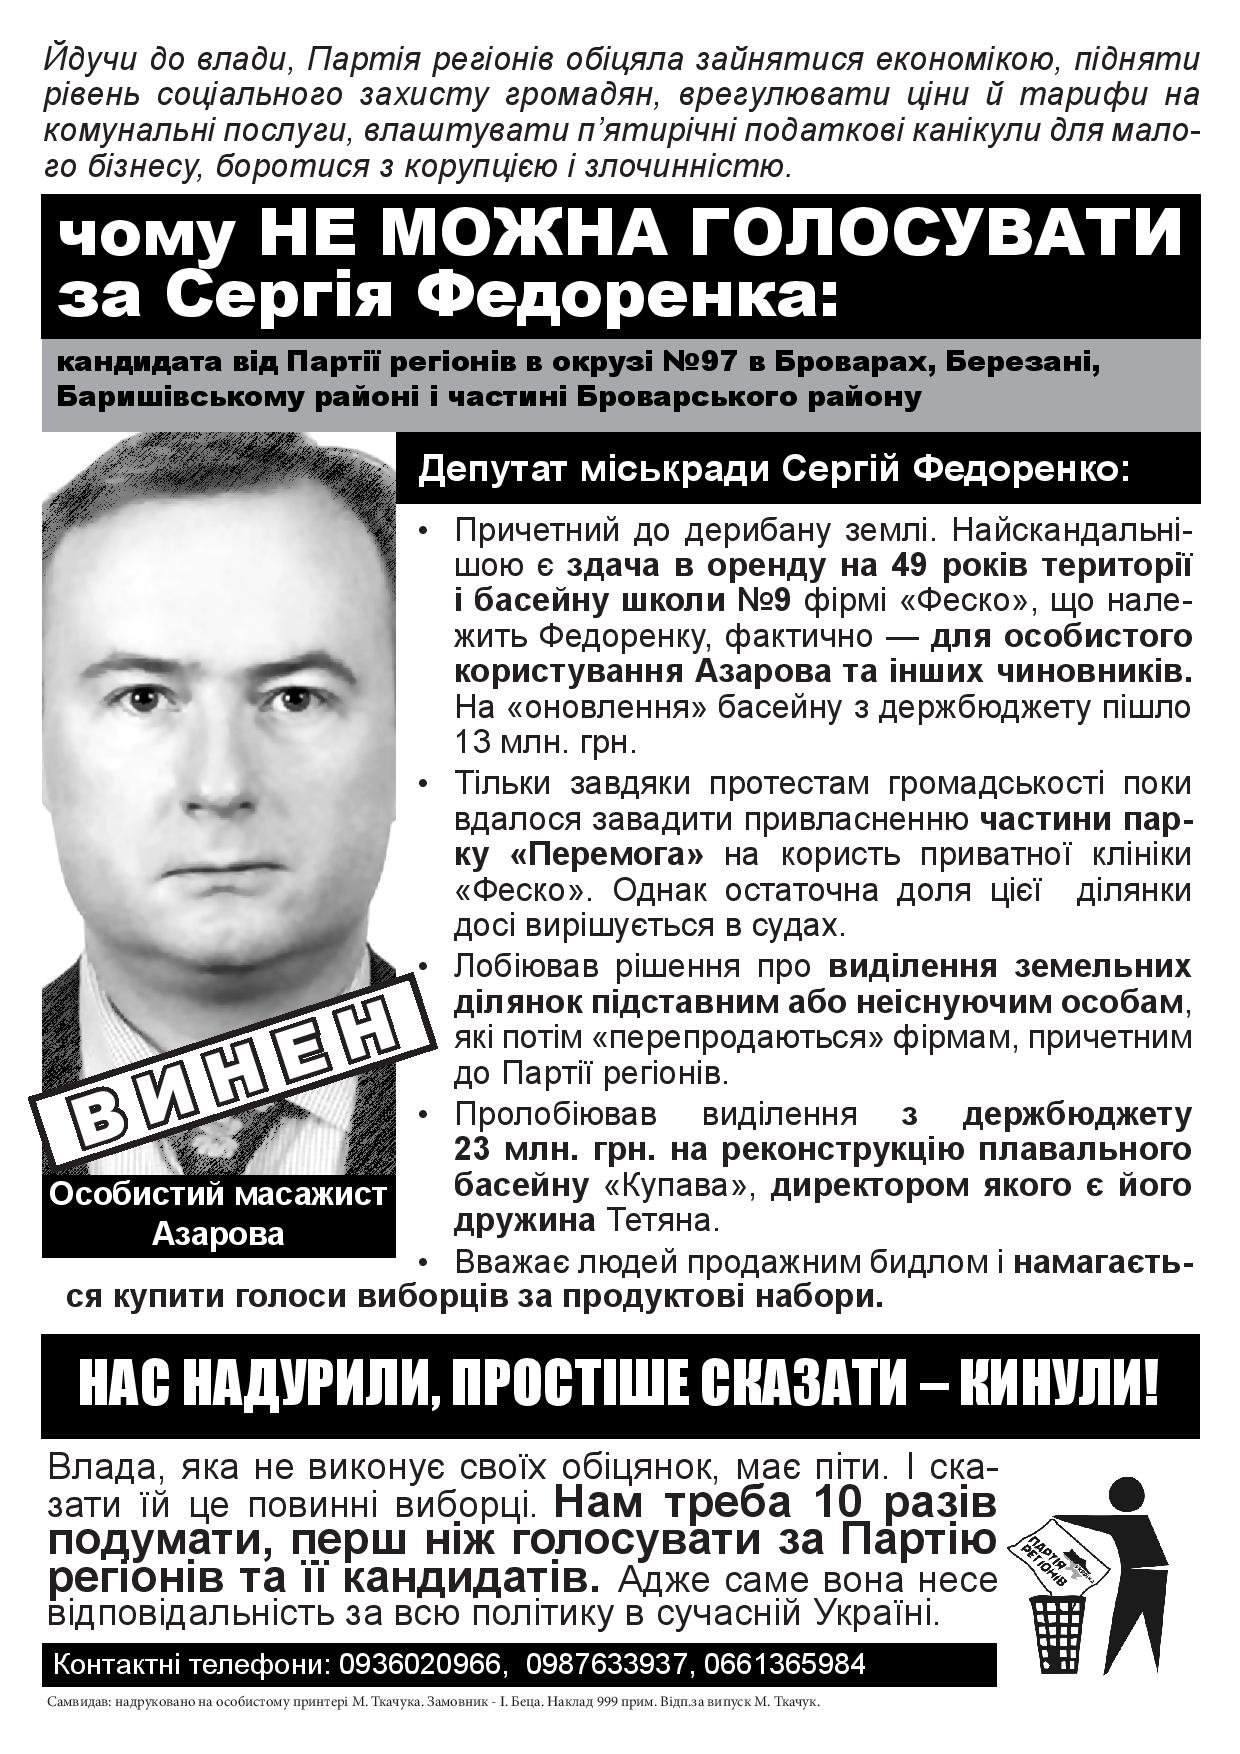 Йдучи до влади, Партія регіонів обіцяла зайнятися економікою, підняти
рівень соціального захисту громадян, врегулювати ціни й тарифи на
комунальні послуги, влаштувати п’ятирічні податкові канікули для мало-
го бізнесу, боротися з корупцією і злочинністю.
чому НЕ МОЖНА ГОЛОСУВАТИ
за Сергія Федоренка:
кандидата від Партії регіонів в окрузі №97 в Броварах, Березані,
Баришівському районі і частині Броварського району
Депутат міськради Сергій Федоренко:
• Причетний до дерибану землі. Найскандальні-
шою є здача в оренду на 49 років території
і басейну школи №9 фірмі «Феско», що нале-
жить Федоренку, фактично — для особистого
користування Азарова та інших чиновників.
На «оновлення» басейну з держбюджету пішло
13 млн. грн.
• Тільки завдяки протестам громадськості поки
вдалося завадити привласненню частини пар-
ку «Перемога» на користь приватної клініки
«Феско». Однак остаточна доля цієї ділянки
досі вирішується в судах.
• Лобіював рішення про виділення земельних
ділянок підставним або неіснуючим особам,
які потім «перепродаються» фірмам, причетним
до Партії регіонів.
• Пролобіював виділення з держбюджету
23 млн. грн. на реконструкцію плавального
басейну «Купава», директором якого є його
дружина Тетяна.
• Вважає людей продажним бидлом і намагаєть-
ся купити голоси виборців за продуктові набори.
ВИНЕН
Особистий масажист
Азарова
НАС НАДУРИЛИ, ПРОСТІШЕ СКАЗАТИ – КИНУЛИ!
Влада, яка не виконує своїх обіцянок, має піти. І ска-
зати їй це повинні виборці. Нам треба 10 разів
подумати, перш ніж голосувати за Партію
регіонів та її кандидатів. Адже саме вона несе
відповідальність за всю політику в сучасній Україні.
ПАРТІЯ
РЕГІОНІВ
Контактні телефони: 0936020966, 0987633937, 0661365984
Самвидав: надруковано на особистому принтері М. Ткачука. Замовник - І. Беца. Наклад 999 прим. Відп.за випуск М. Ткачук.